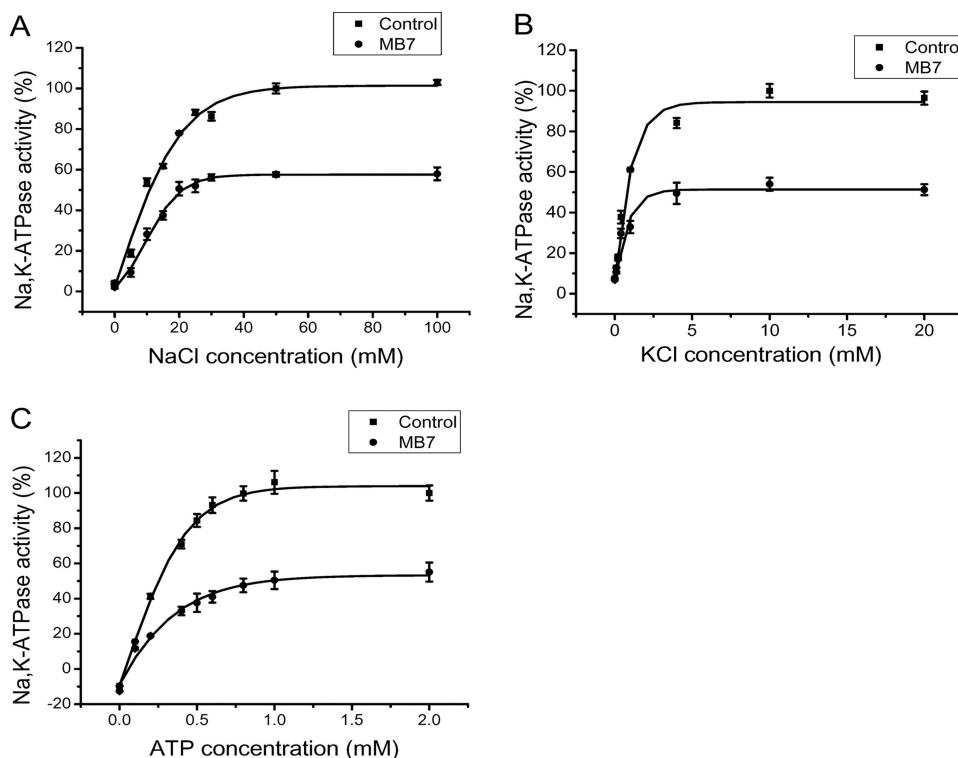 A
Control
MB7
Na,K-ATPase activity (%)
120
100
80
60
40
20
0
0 20 40 60 80 100
NaCl concentration (mM)
B
Control
MB7
Na,K-ATPase activity (%)
120
100
80
60
40
20
0
0 5 10 15 20
KCl concentration (mM)
C
Control
MB7
Na,K-ATPase activity (%)
120
100
80
60
40
20
0
-20
0.0 0.5 1.0 1.5 2.0
ATP concentration (mM)